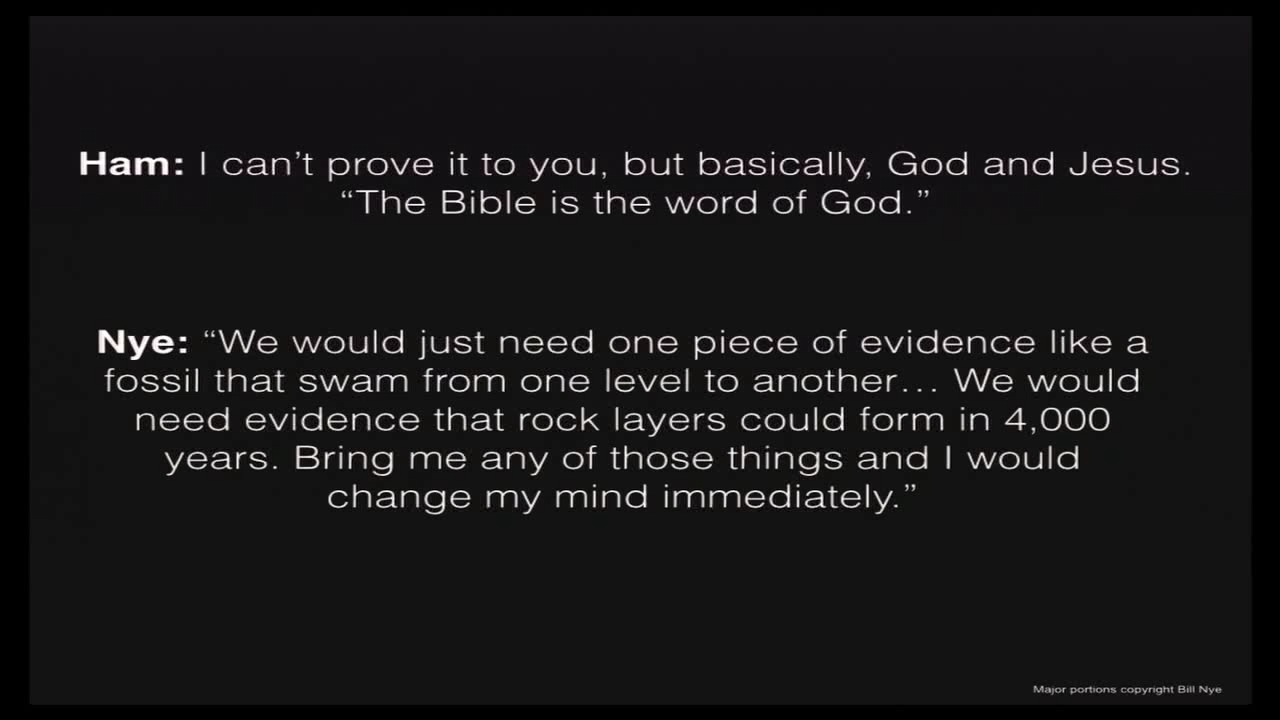 Ham: I can’t prove it to you, but basically, God and Jesus.
“The Bible is the word of God.”
Nye: “We would just need one piece of evidence like a
fossil that swam from one level to another… We would
need evidence that rock layers could form in 4,000
years. Bring me any of those things and I would
change my mind immediately.”
Major portions copyright Bill Nye